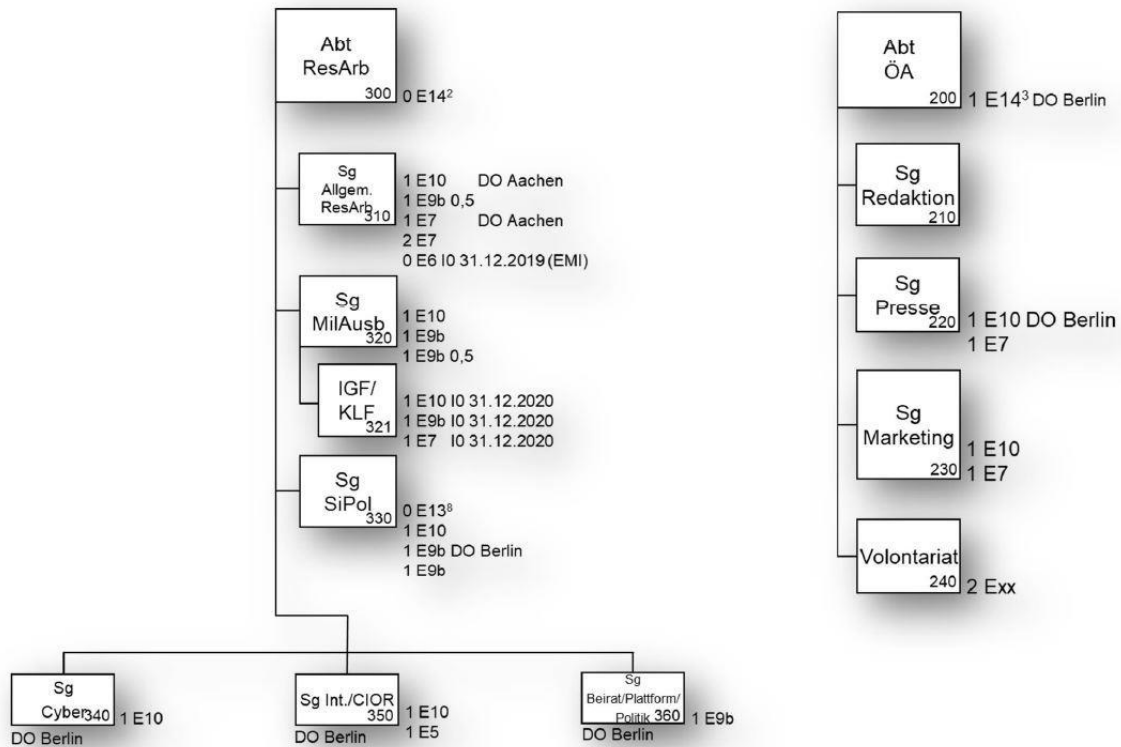 Abt
ResArb
300
0 E14²
Sg
Allgem.
ResArb
310
1 E10 DO Aachen
1 E9b 0,5
1 E7 DO Aachen
2 E7
0 E6 I0 31.12.2019 (EMI)
Sg
MilAusb
320
1 E10
1 E9b
1 E9b 0,5
IGF/
KLF
321
1 E10 I0 31.12.2020
1 E9b I0 31.12.2020
1 E7 I0 31.12.2020
Sg
SiPol
330
0 E13⁸
1 E10
1 E9b DO Berlin
1 E9b
Sg
Cyber 340
1 E10
DO Berlin
Sg Int./CIOR
350
1 E10
1 E5
DO Berlin
Sg
Beirat/Plattform/
Politik 360
1 E9b
DO Berlin
Abt
ÖA
200
1 E14³ DO Berlin
Sg
Redaktion
210
Sg
Presse
220
1 E10 DO Berlin
1 E7
Sg
Marketing
230
1 E10
1 E7
Volontariat
240
2 Exx